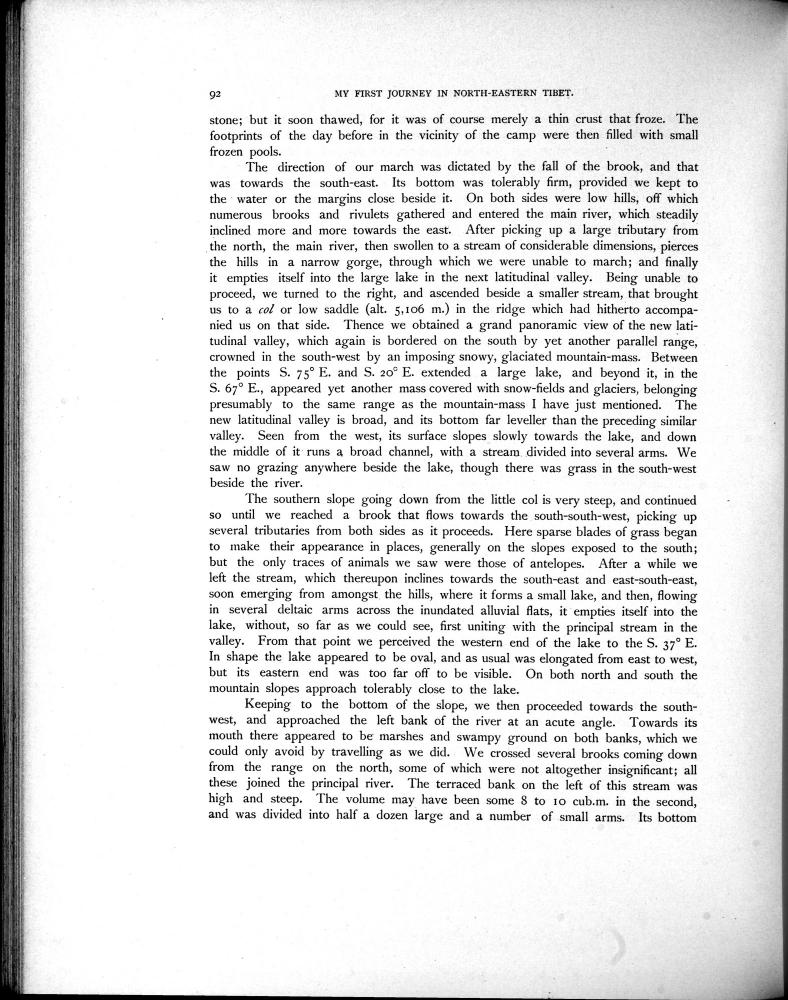 92 MY FIRST JOURNEY IN NORTH-EASTERN TIBET.
stone; but it soon thawed, for it was of course merely a thin crust that froze. The
footprints of the day before in the vicinity of the camp were then filled with small
frozen pools.
The direction of our march was dictated by the fall of the brook, and that
was towards the south-east. Its bottom was tolerably firm, provided we kept to
the water or the margins close beside it. On both sides were low hills, off which
numerous brooks and rivulets gathered and entered the main river, which steadily
inclined more and more towards the east. After picking up a large tributary from
the north, the main river, then swollen to a stream of considerable dimensions, pierces
the hills in a narrow gorge, through which we were unable to march; and finally
it empties itself into the large lake in the next latitudinal valley. Being unable to
proceed, we turned to the right, and ascended beside a smaller stream, that brought
us to a col or low saddle (alt. 5,106 m.) in the ridge which had hitherto accompa-
nied us on that side. Thence we obtained a grand panoramic view of the new lati-
tudinal valley, which again is bordered on the south by yet another parallel range,
crowned in the south-west by an imposing snowy, glaciated mountain-mass. Between
the points S. 75° E. and S. 20° E. extended a large lake, and beyond it, in the
S. 67° E., appeared yet another mass covered with snow-fields and glaciers, belonging
presumably to the same range as the mountain-mass I have just mentioned. The
new latitudinal valley is broad, and its bottom far leveller than the preceding similar
valley. Seen from the west, its surface slopes slowly towards the lake, and down
the middle of it runs a broad channel, with a stream divided into several arms. We
saw no grazing anywhere beside the lake, though there was grass in the south-west
beside the river.
The southern slope going down from the little col is very steep, and continued
so until we reached a brook that flows towards the south-south-west, picking up
several tributaries from both sides as it proceeds. Here sparse blades of grass began
to make their appearance in places, generally on the slopes exposed to the south;
but the only traces of animals we saw were those of antelopes. After a while we
left the stream, which thereupon inclines towards the south-east and east-south-east,
soon emerging from amongst the hills, where it forms a small lake, and then, flowing
in several deltaic arms across the inundated alluvial flats, it empties itself into the
lake, without, so far as we could see, first uniting with the principal stream in the
valley. From that point we perceived the western end of the lake to the S. 37° E.
In shape the lake appeared to be oval, and as usual was elongated from east to west,
but its eastern end was too far off to be visible. On both north and south the
mountain slopes approach tolerably close to the lake.
Keeping to the bottom of the slope, we then proceeded towards the south-
west, and approached the left bank of the river at an acute angle. Towards its
mouth there appeared to be marshes and swampy ground on both banks, which we
could only avoid by travelling as we did. We crossed several brooks coming down
from the range on the north, some of which were not altogether insignificant; all
these joined the principal river. The terraced bank on the left of this stream was
high and steep. The volume may have been some 8 to 10 cub.m. in the second,
and was divided into half a dozen large and a number of small arms. Its bottom